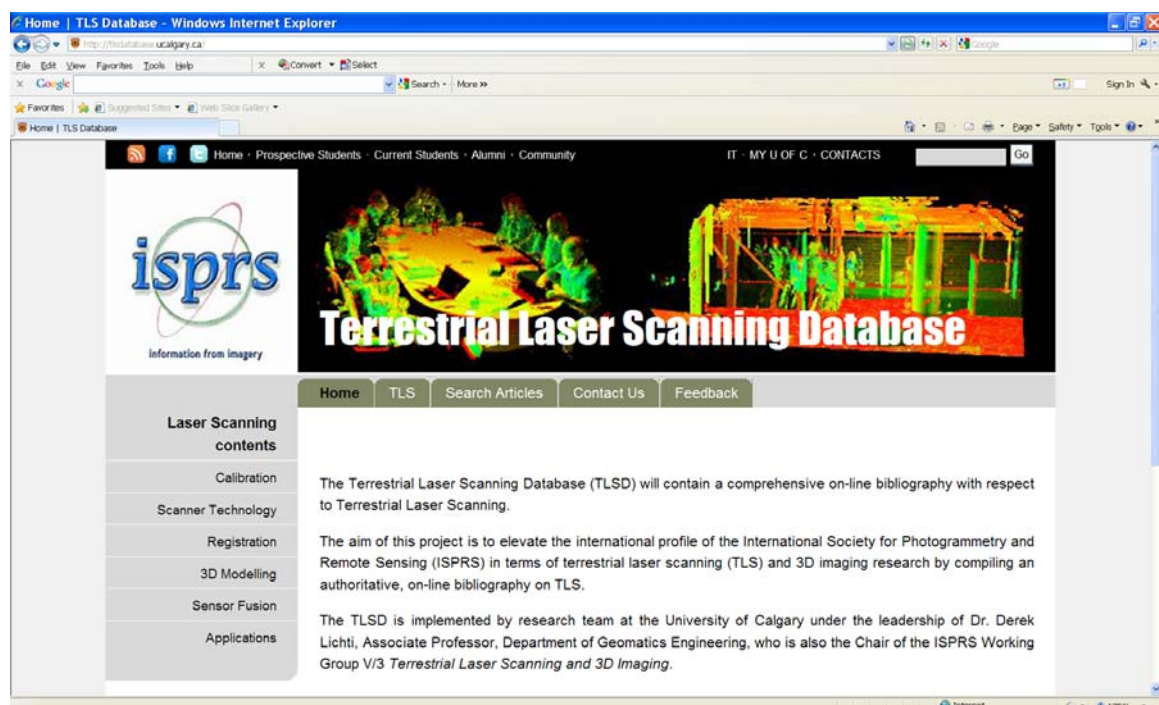 Home | TLS Database - Windows Internet Explorer
http://tlsdatabase.ucalgary.ca/
Google
File Edit View Favorites Tools Help x Convert Select
x Google Search More >> Sign In
Favorites Suggested Sites Web Slice Gallery
Home | TLS Database Page Safety Tools
Home · Prospective Students · Current Students · Alumni · Community IT · MY U OF C · CONTACTS Go
isprs
information from imagery
Terrestrial Laser Scanning Database
Home TLS Search Articles Contact Us Feedback
Laser Scanning
contents
Calibration
Scanner Technology
Registration
3D Modelling
Sensor Fusion
Applications
The Terrestrial Laser Scanning Database (TLSD) will contain a comprehensive on-line bibliography with respect
to Terrestrial Laser Scanning.
The aim of this project is to elevate the international profile of the International Society for Photogrammetry and
Remote Sensing (ISPRS) in terms of terrestrial laser scanning (TLS) and 3D imaging research by compiling an
authoritative, on-line bibliography on TLS.
The TLSD is implemented by research team at the University of Calgary under the leadership of Dr. Derek
Lichti, Associate Professor, Department of Geomatics Engineering, who is also the Chair of the ISPRS Working
Group V/3 Terrestrial Laser Scanning and 3D Imaging.